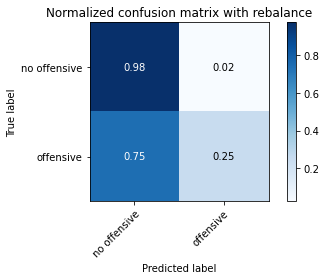 Normalized confusion matrix with rebalance
True label
no offensive
offensive
0.98
0.02
0.75
0.25
no offensive
offensive
Predicted label
0.8
0.6
0.4
0.2